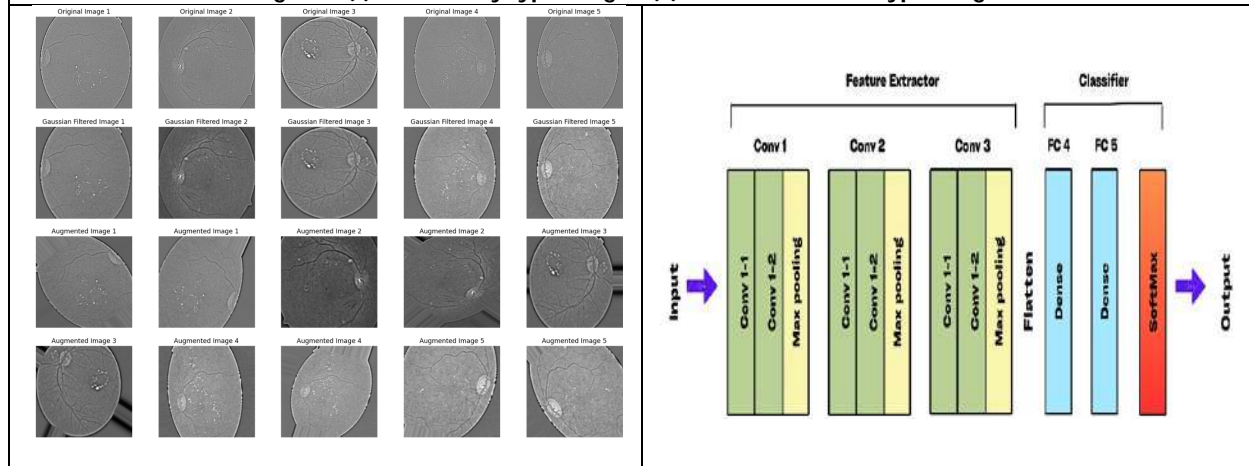 Original Image 1 Original Image 2 Original Image 3 Original Image 4 Original Image 5
Gaussian Filtered Image 1 Gaussian Filtered Image 2 Gaussian Filtered Image 3 Gaussian Filtered Image 4 Gaussian Filtered Image 5
Augmented Image 1 Augmented Image 1 Augmented Image 2 Augmented Image 2 Augmented Image 3
Augmented Image 3 Augmented Image 4 Augmented Image 4 Augmented Image 5 Augmented Image 5
Feature Extractor Classifier
Conv 1 Conv 2 Conv 3 FC 4 FC 5
Input
Conv 1-1
Conv 1-2
Max pooling
Conv 1-1
Conv 1-2
Max pooling
Conv 1-1
Conv 1-2
Max pooling
Flatten
Dense
Dense
SoftMax
Output